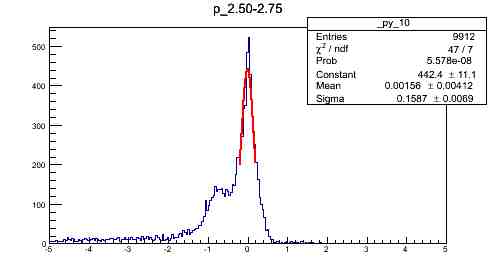 p_2.50-2.75
_py_10
Entries 9912
χ² / ndf 47 / 7
Prob 5.578e-08
Constant 442.4 ± 11.1
Mean 0.00156 ± 0.00412
Sigma 0.1587 ± 0.0069
500
400
300
200
100
0
-5 -4 -3 -2 -1 0 1 2 3 4 5